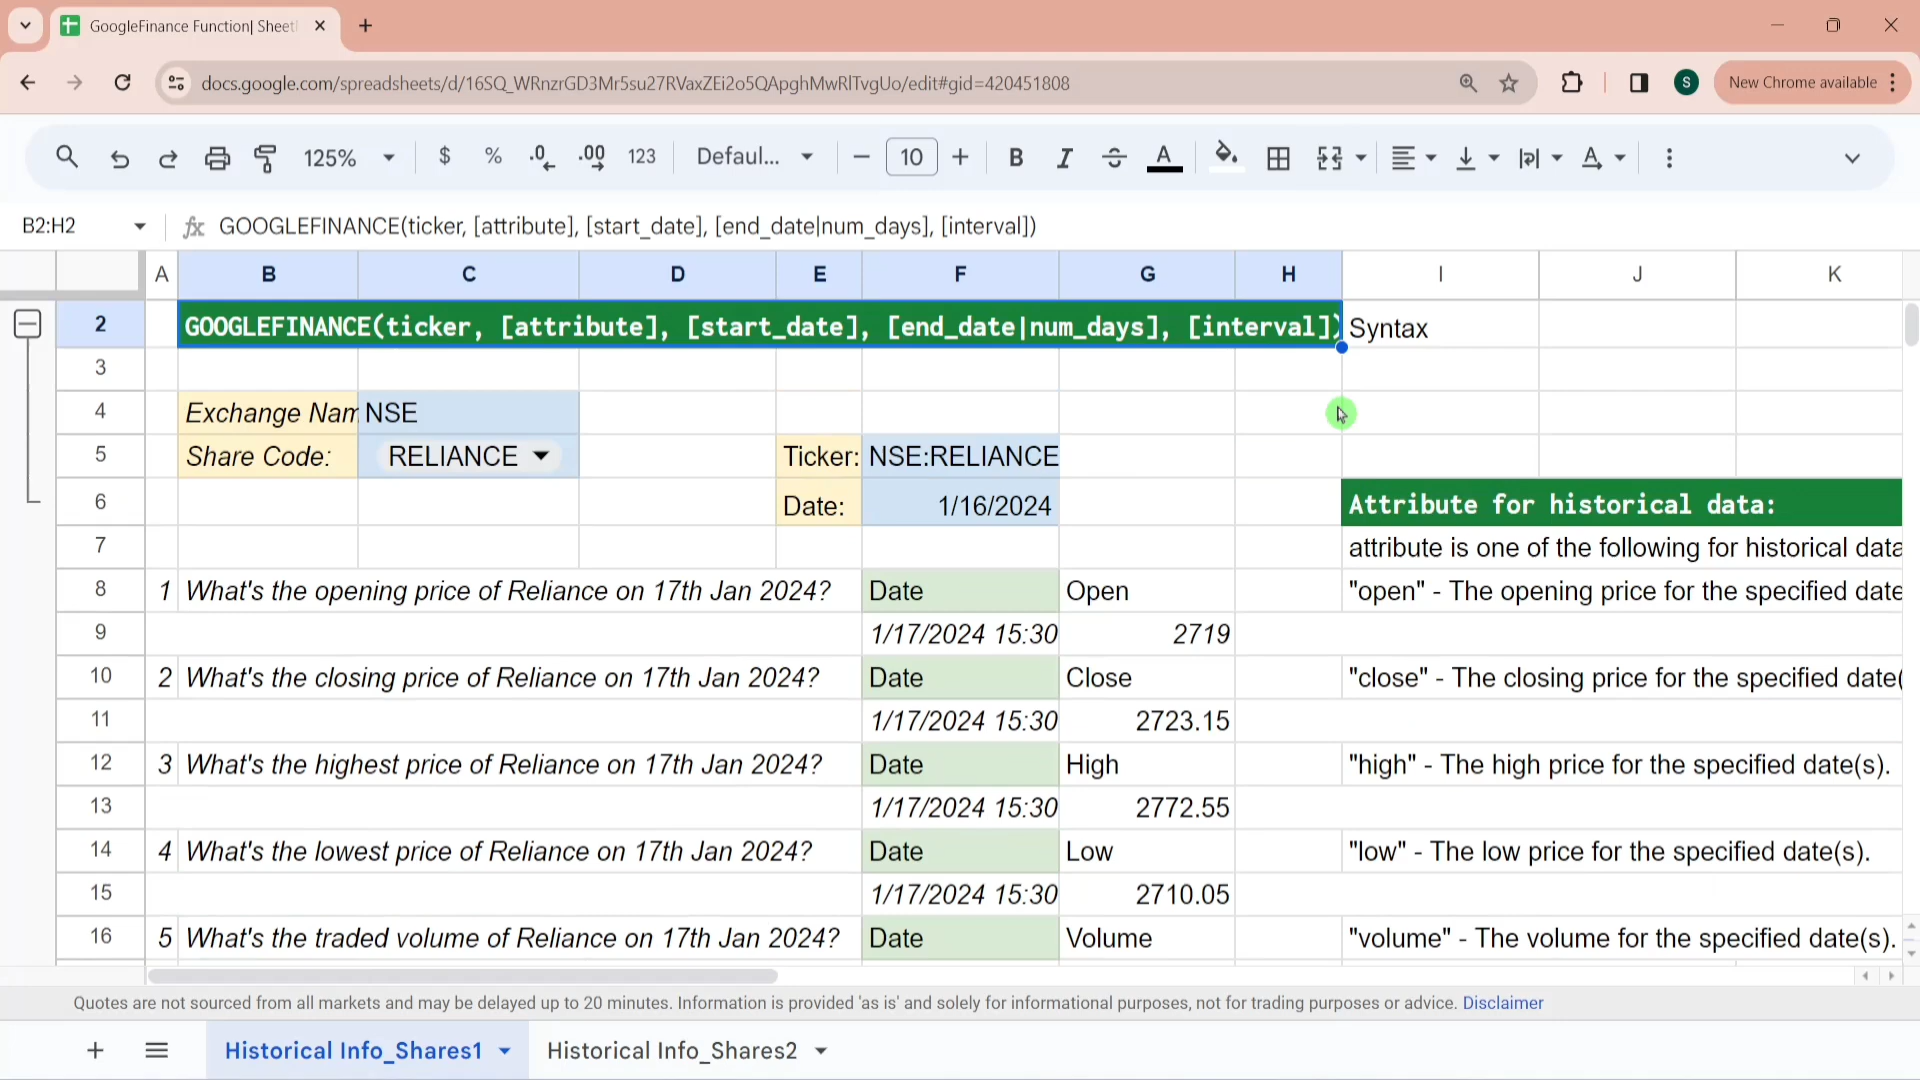 GoogleFinance Function| Sheet
docs.google.com/spreadsheets/d/16SQ_WRnzrGD3Mr5su27RVaxZEi2o5QApghMwRlTvgUo/edit#gid=420451808
S
New Chrome available
125%
$
%
.0
.00
123
Defaul...
10
B
I
A
B2:H2
fx
GOOGLEFINANCE(ticker, [attribute], [start_date], [end_date|num_days], [interval])
A B C D E F G H I J K
2 GOOGLEFINANCE(ticker, [attribute], [start_date], [end_date|num_days], [interval]) Syntax
3
4 Exchange Nam NSE
5 Share Code: RELIANCE Ticker: NSE:RELIANCE
6 Date: 1/16/2024 Attribute for historical data:
7 attribute is one of the following for historical data
8 1 What's the opening price of Reliance on 17th Jan 2024? Date Open "open" - The opening price for the specified date
9 1/17/2024 15:30 2719
10 2 What's the closing price of Reliance on 17th Jan 2024? Date Close "close" - The closing price for the specified date(
11 1/17/2024 15:30 2723.15
12 3 What's the highest price of Reliance on 17th Jan 2024? Date High "high" - The high price for the specified date(s).
13 1/17/2024 15:30 2772.55
14 4 What's the lowest price of Reliance on 17th Jan 2024? Date Low "low" - The low price for the specified date(s).
15 1/17/2024 15:30 2710.05
16 5 What's the traded volume of Reliance on 17th Jan 2024? Date Volume "volume" - The volume for the specified date(s).
Quotes are not sourced from all markets and may be delayed up to 20 minutes. Information is provided 'as is' and solely for informational purposes, not for trading purposes or advice. Disclaimer
Historical Info_Shares1 Historical Info_Shares2